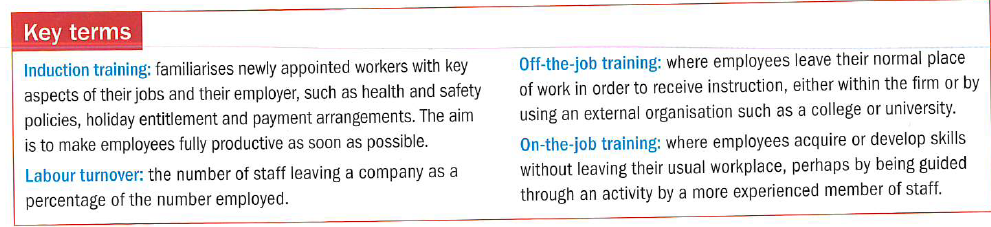 Key terms
Induction training: familiarises newly appointed workers with key
aspects of their jobs and their employer, such as health and safety
policies, holiday entitlement and payment arrangements. The aim
is to make employees fully productive as soon as possible.
Labour turnover: the number of staff leaving a company as a
percentage of the number employed.
Off-the-job training: where employees leave their normal place
of work in order to receive instruction, either within the firm or by
using an external organisation such as a college or university.
On-the-job training: where employees acquire or develop skills
without leaving their usual workplace, perhaps by being guided
through an activity by a more experienced member of staff.